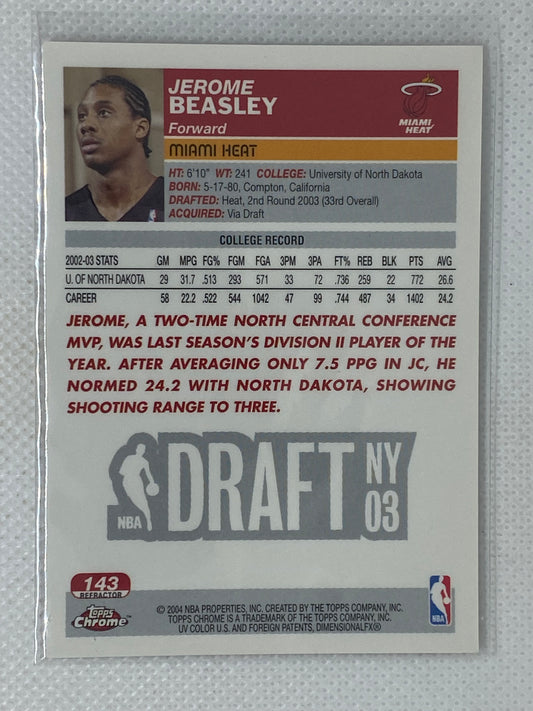 JEROME
BEASLEY
Forward
MIAMI HEAT
MIAMI HEAT
HT: 6'10" WT: 241 COLLEGE: University of North Dakota
BORN: 5-17-80, Compton, California
DRAFTED: Heat, 2nd Round 2003 (33rd Overall)
ACQUIRED: Via Draft
COLLEGE RECORD
2002-03 STATS GM MPG FG% FGM FGA 3PM 3PA FT% REB BLK PTS AVG
U. OF NORTH DAKOTA 29 31.7 .513 293 571 33 72 .736 259 22 772 26.6
CAREER 58 22.2 .522 544 1042 47 99 .744 487 34 1402 24.2
JEROME, A TWO-TIME NORTH CENTRAL CONFERENCE
MVP, WAS LAST SEASON'S DIVISION II PLAYER OF THE
YEAR. AFTER AVERAGING ONLY 7.5 PPG IN JC, HE
NORMED 24.2 WITH NORTH DAKOTA, SHOWING
SHOOTING RANGE TO THREE.
NBA DRAFT NY 03
143
REFRACTOR
Topps Chrome
© 2004 NBA PROPERTIES, INC. CREATED BY THE TOPPS COMPANY, INC.
TOPPS CHROME IS A TRADEMARK OF THE TOPPS COMPANY, INC.
UV COLOR U.S. AND FOREIGN PATENTS, DIMENSIONALFX®
NBA